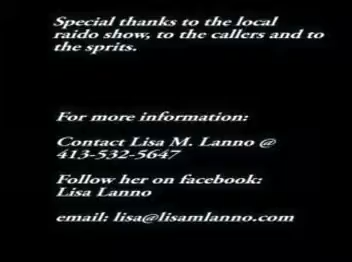 Special thanks to the local
raido show, to the callers and to
the sprits.
For more information:
Contact Lisa M. Lanno @
413-532-5647
Follow her on facebook:
Lisa Lanno
email: lisa@lisamlanno.com